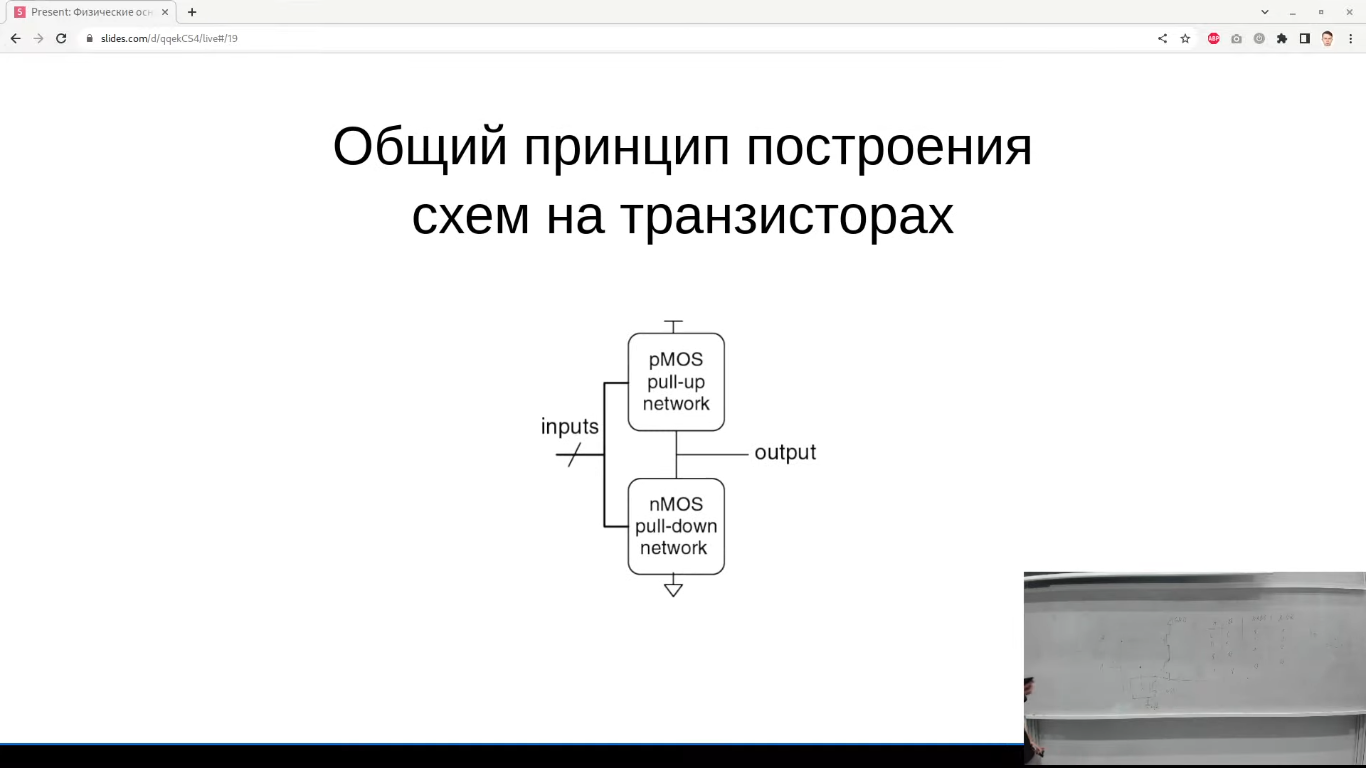 Present: Физические осн
slides.com/d/qqekCS4/live#/19
ABP
Общий принцип построения
схем на транзисторах
pMOS
pull-up
network
inputs
output
nMOS
pull-down
network